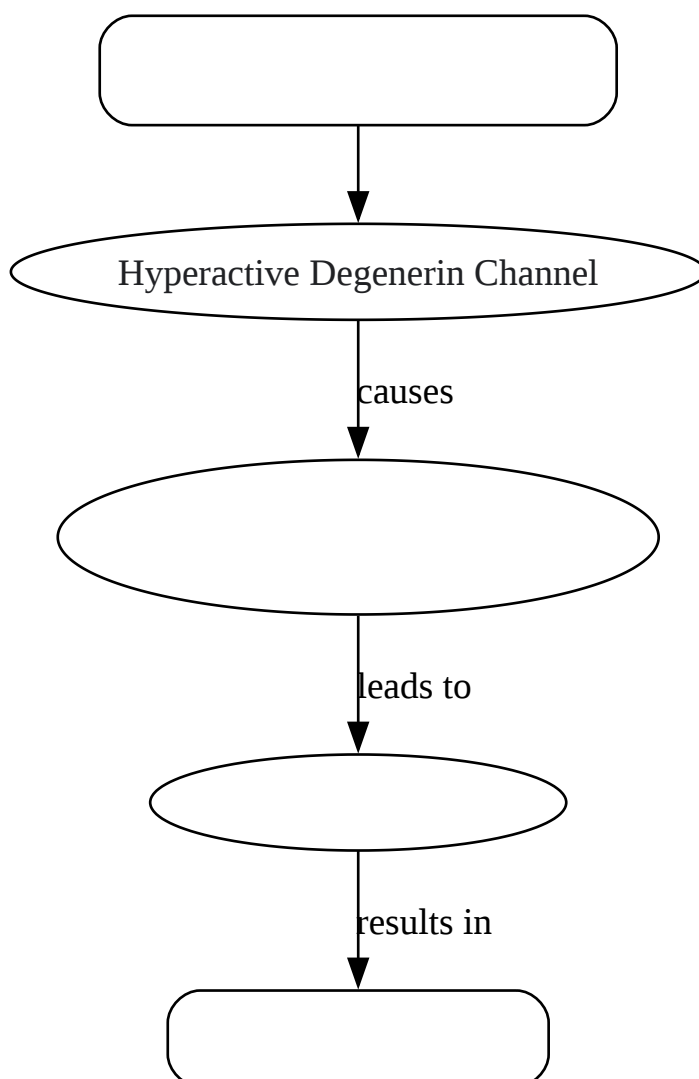 Hyperactive Degenerin Channel
causes
leads to
results in